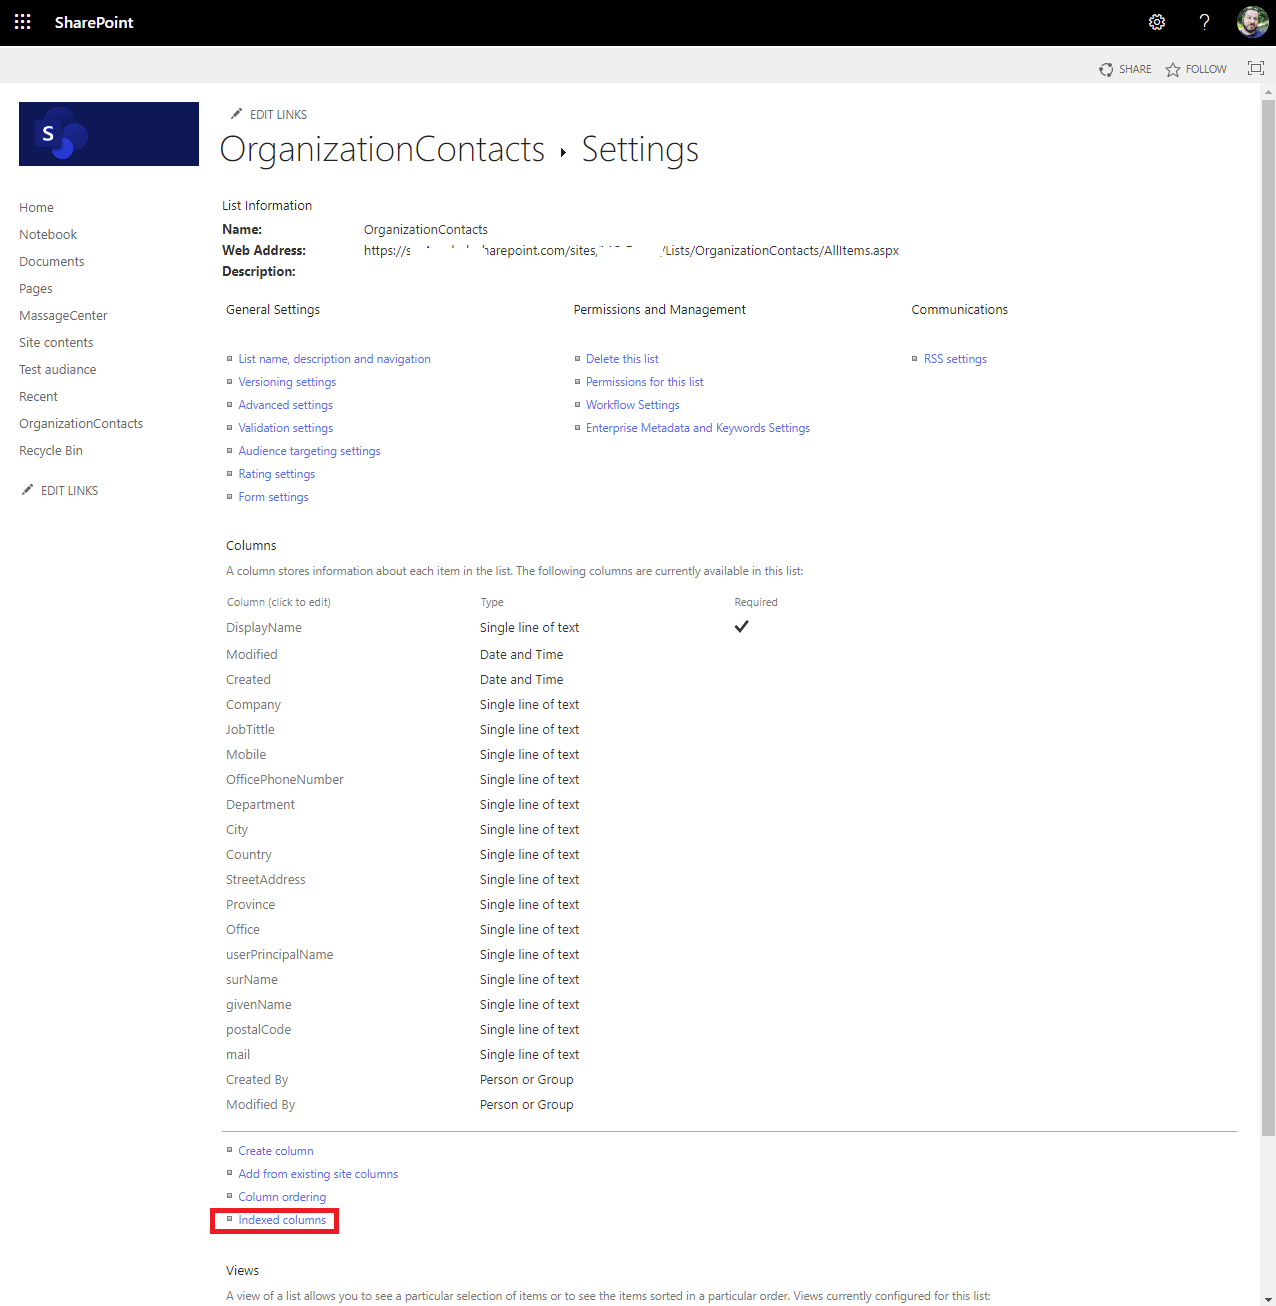 SharePoint
?
SHARE FOLLOW
S
EDIT LINKS
OrganizationContacts Settings
Home
Notebook
Documents
Pages
MassageCenter
Site contents
Test audiance
Recent
OrganizationContacts
Recycle Bin
EDIT LINKS
List Information
Name: OrganizationContacts
Web Address: https://s harepoint.com/sites/ /Lists/OrganizationContacts/AllItems.aspx
Description:
General Settings
List name, description and navigation
Versioning settings
Advanced settings
Validation settings
Audience targeting settings
Rating settings
Form settings
Permissions and Management
Delete this list
Permissions for this list
Workflow Settings
Enterprise Metadata and Keywords Settings
Communications
RSS settings
Columns
A column stores information about each item in the list. The following columns are currently available in this list:
Column (click to edit) Type Required
DisplayName Single line of text
Modified Date and Time
Created Date and Time
Company Single line of text
JobTittle Single line of text
Mobile Single line of text
OfficePhoneNumber Single line of text
Department Single line of text
City Single line of text
Country Single line of text
StreetAddress Single line of text
Province Single line of text
Office Single line of text
userPrincipalName Single line of text
surName Single line of text
givenName Single line of text
postalCode Single line of text
mail Single line of text
Created By Person or Group
Modified By Person or Group
Create column
Add from existing site columns
Column ordering
Indexed columns
Views
A view of a list allows you to see a particular selection of items or to see the items sorted in a particular order. Views currently configured for this list: